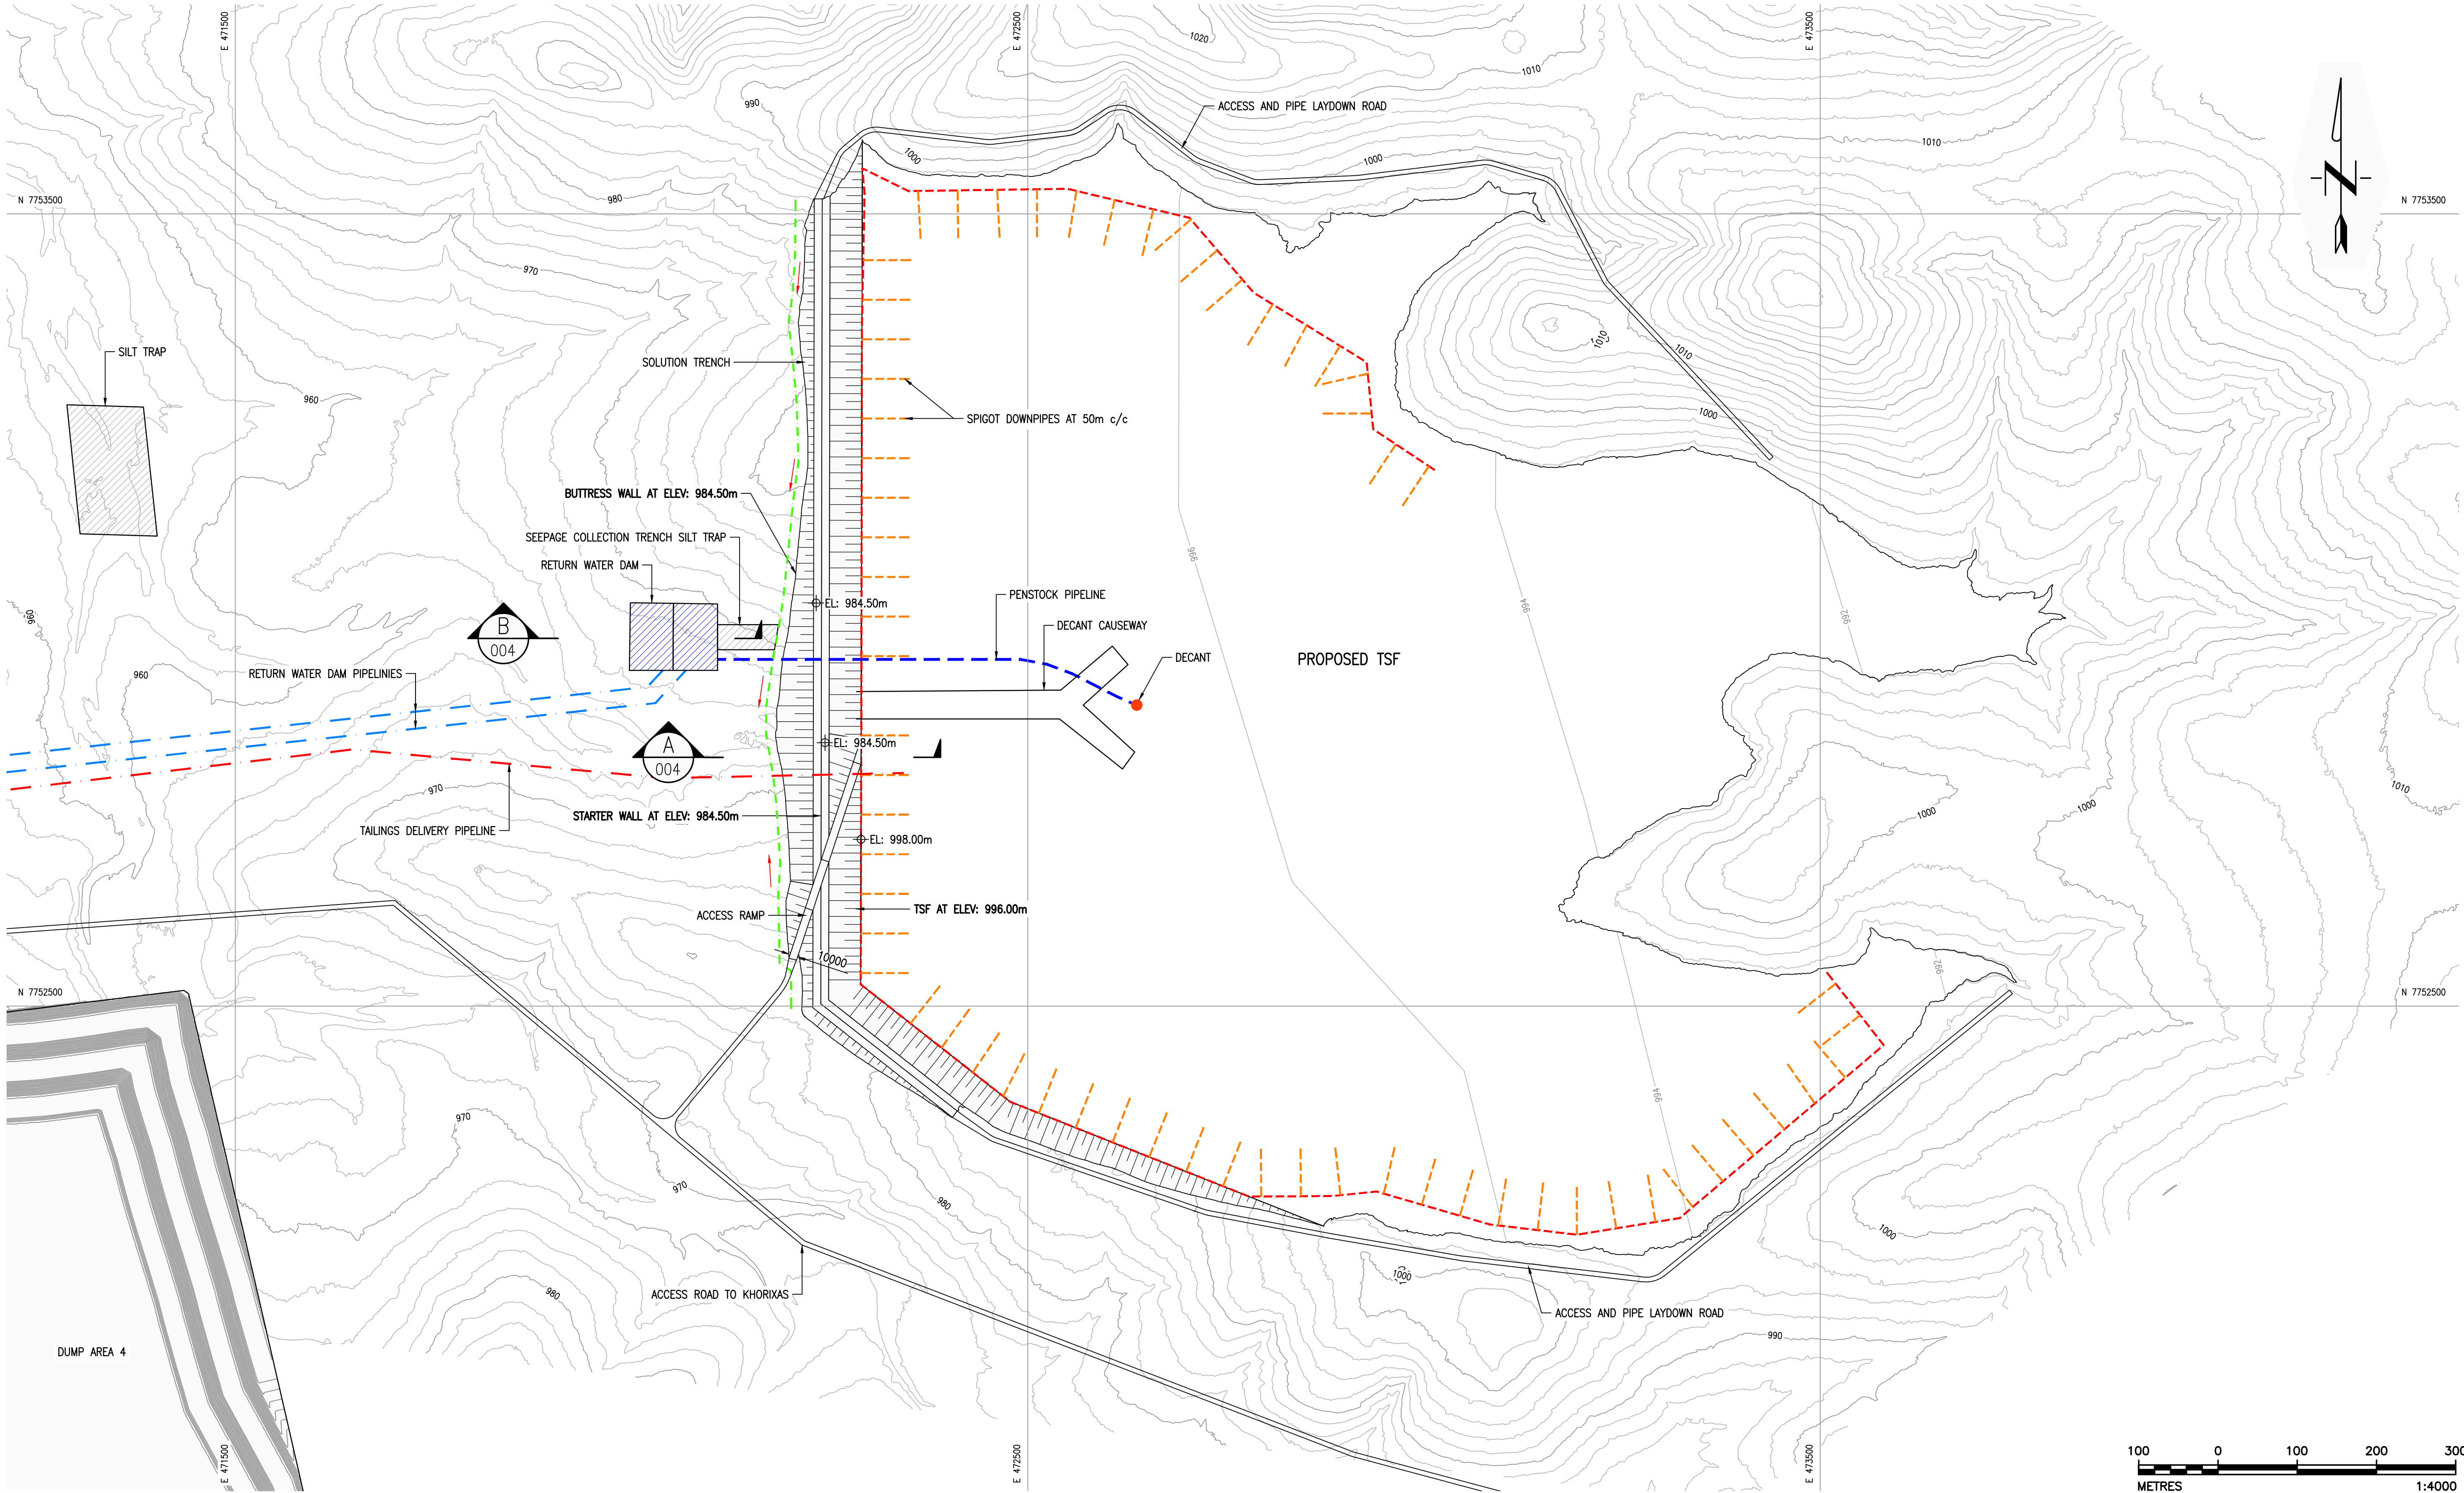 E 471500
E 472500
E 473500
1020
1010
990
ACCESS AND PIPE LAYDOWN ROAD
1010
1000
1000
N 7753500
980
N 7753500
970
1010
SILT TRAP
1010
SOLUTION TRENCH
960
1000
SPIGOT DOWNPIPES AT 50m c/c
BUTTRESS WALL AT ELEV: 984.50m
SEEPAGE COLLECTION TRENCH SILT TRAP
996
RETURN WATER DAM
PENSTOCK PIPELINE
EL: 984.50m
994
992
960
B
004
DECANT CAUSEWAY
DECANT
PROPOSED TSF
RETURN WATER DAM PIPELINIES
960
A
004
EL: 984.50m
970
1010
1000
1000
STARTER WALL AT ELEV: 984.50m
TAILINGS DELIVERY PIPELINE
EL: 998.00m
ACCESS RAMP
TSF AT ELEV: 996.00m
10000
992
N 7752500
N 7752500
994
970
970
980
1000
1000
980
ACCESS ROAD TO KHORIXAS
ACCESS AND PIPE LAYDOWN ROAD
990
DUMP AREA 4
E 471500
E 472500
E 473500
100 0 100 200 300
METRES 1:4000